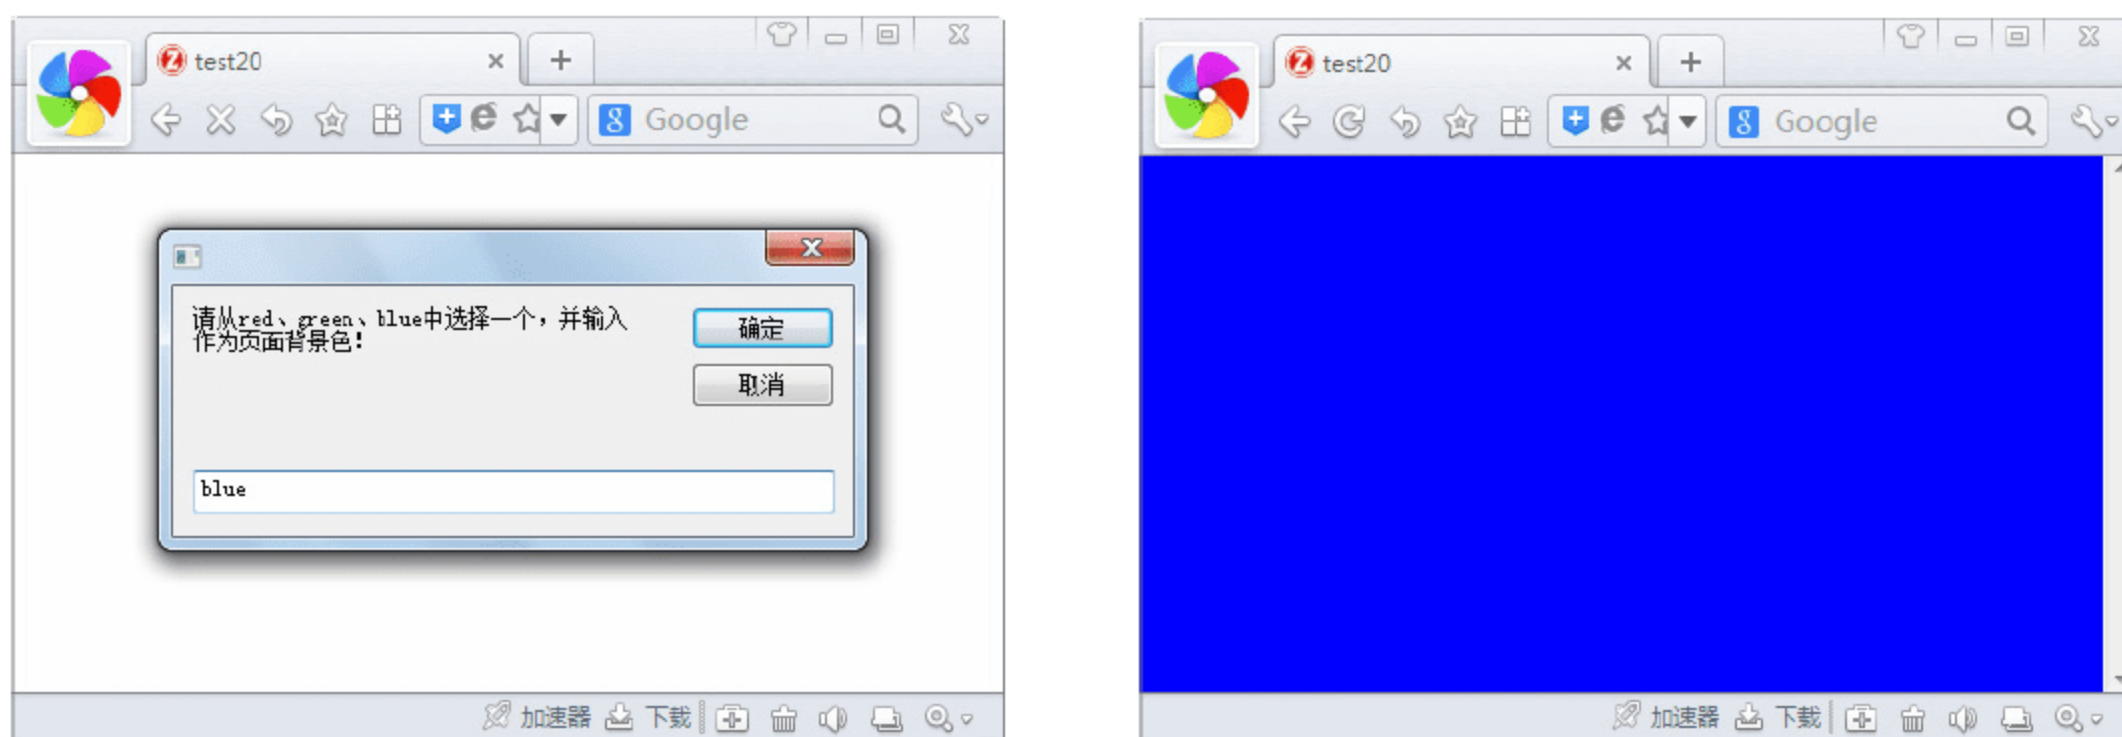 test20
Google
请从red、green、blue中选择一个，并输入
作为页面背景色！
确定
取消
blue
加速器 下载
test20
Google
加速器 下载